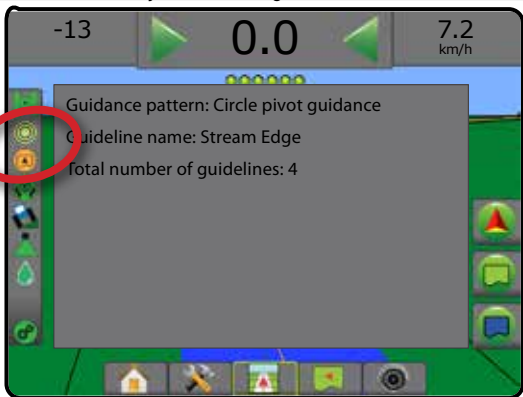 -13
0.0
7.2
km/h
Guidance pattern: Circle pivot guidance
Guideline name: Stream Edge
Total number of guidelines: 4